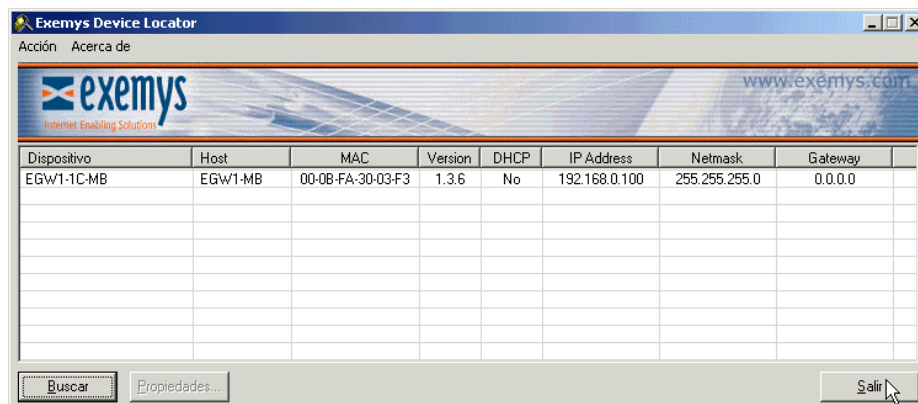 Exemys Device Locator
Acción Acerca de
exemys
Internet Enabling Solutions
www.exemys.com
Dispositivo Host MAC Version DHCP IP Address Netmask Gateway
EGW1-1C-MB EGW1-MB 00-0B-FA-30-03-F3 1.3.6 No 192.168.0.100 255.255.255.0 0.0.0.0
Buscar Propiedades... Salir